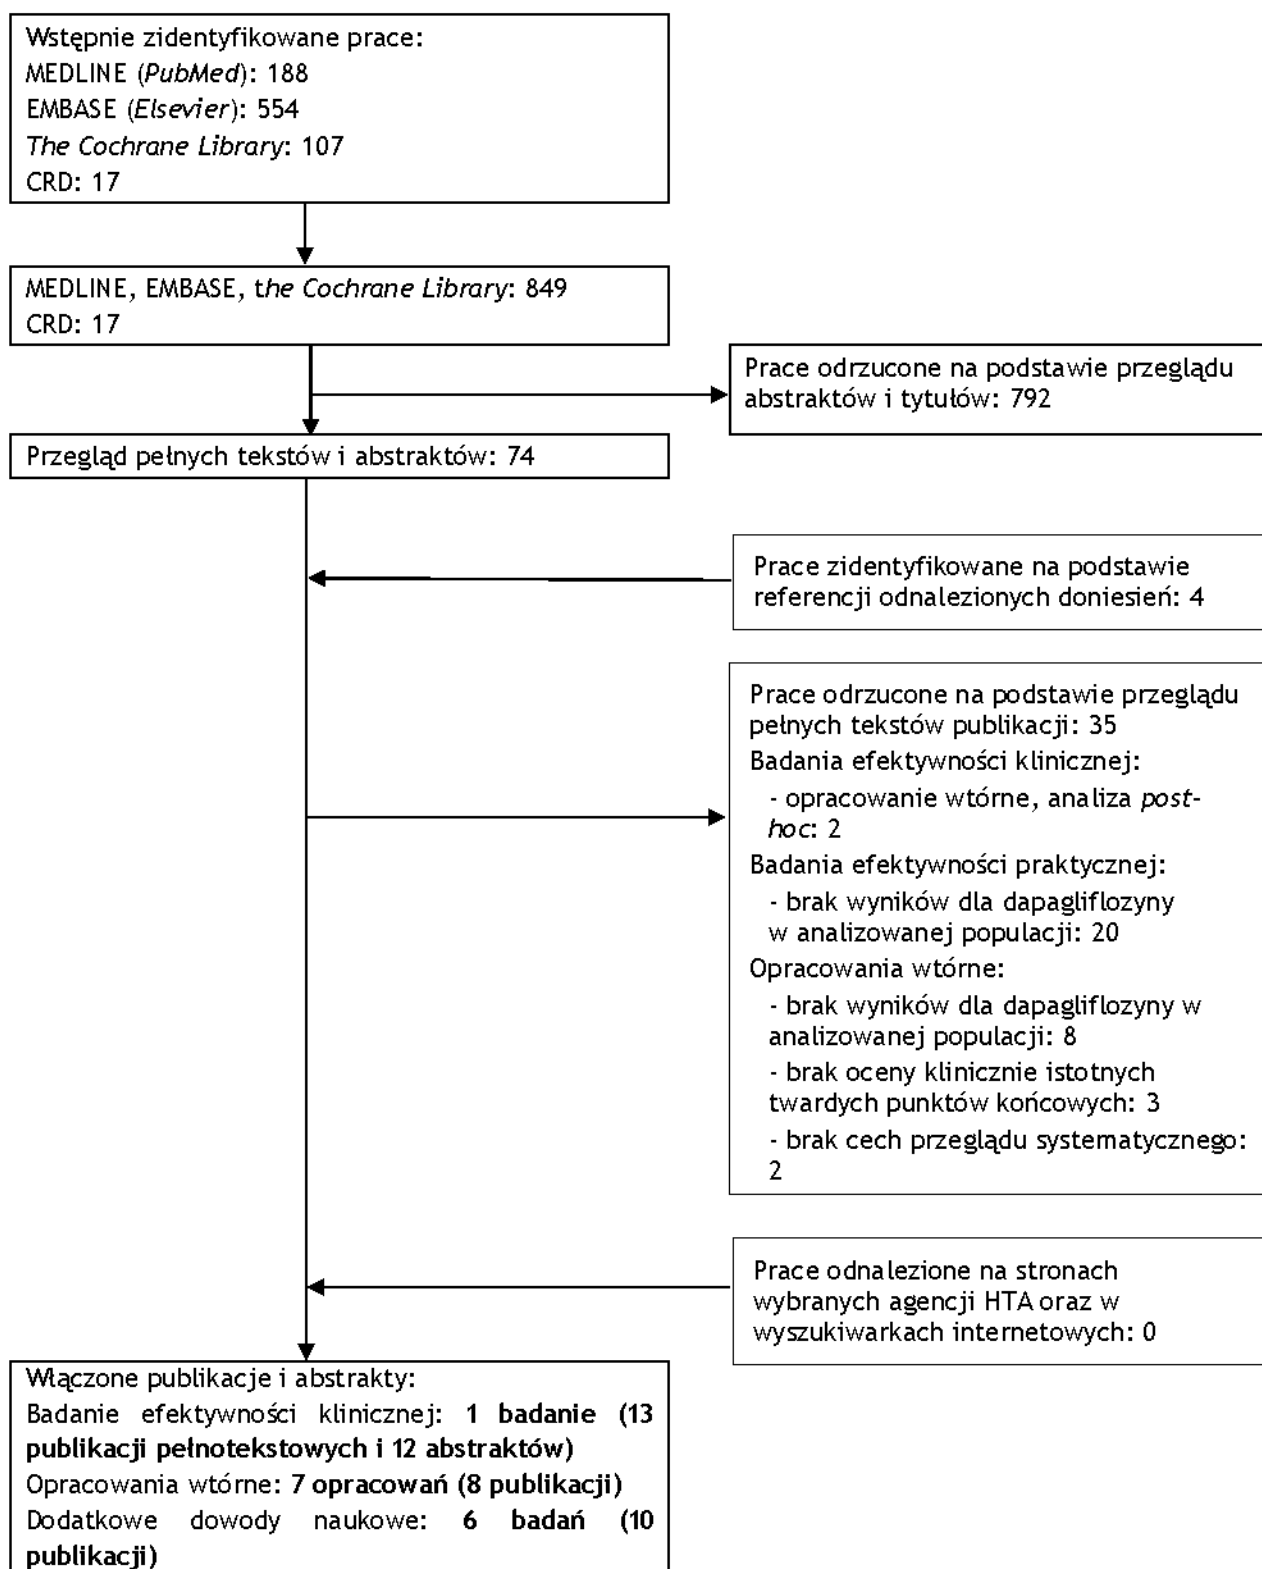 Wstępnie zidentyfikowane prace:
MEDLINE (PubMed): 188
EMBASE (Elsevier): 554
The Cochrane Library: 107
CRD: 17
MEDLINE, EMBASE, the Cochrane Library: 849
CRD: 17
Prace odrzucone na podstawie przeglądu
abstraktów i tytułów: 792
Przegląd pełnych tekstów i abstraktów: 74
Prace zidentyfikowane na podstawie
referencji odnalezionych doniesień: 4
Prace odrzucone na podstawie przeglądu
pełnych tekstów publikacji: 35
Badania efektywności klinicznej:
- opracowanie wtórne, analiza post-
hoc: 2
Badania efektywności praktycznej:
- brak wyników dla dapagliflozyny
w analizowanej populacji: 20
Opracowania wtórne:
- brak wyników dla dapagliflozyny w
analizowanej populacji: 8
- brak oceny klinicznie istotnych
twardych punktów końcowych: 3
- brak cech przeglądu systematycznego:
2
Prace odnalezione na stronach
wybranych agencji HTA oraz w
wyszukiwarkach internetowych: 0
Włączone publikacje i abstrakty:
Badanie efektywności klinicznej: 1 badanie (13
publikacji pełnotekstowych i 12 abstraktów)
Opracowania wtórne: 7 opracowań (8 publikacji)
Dodatkowe dowody naukowe: 6 badań (10
publikacji)